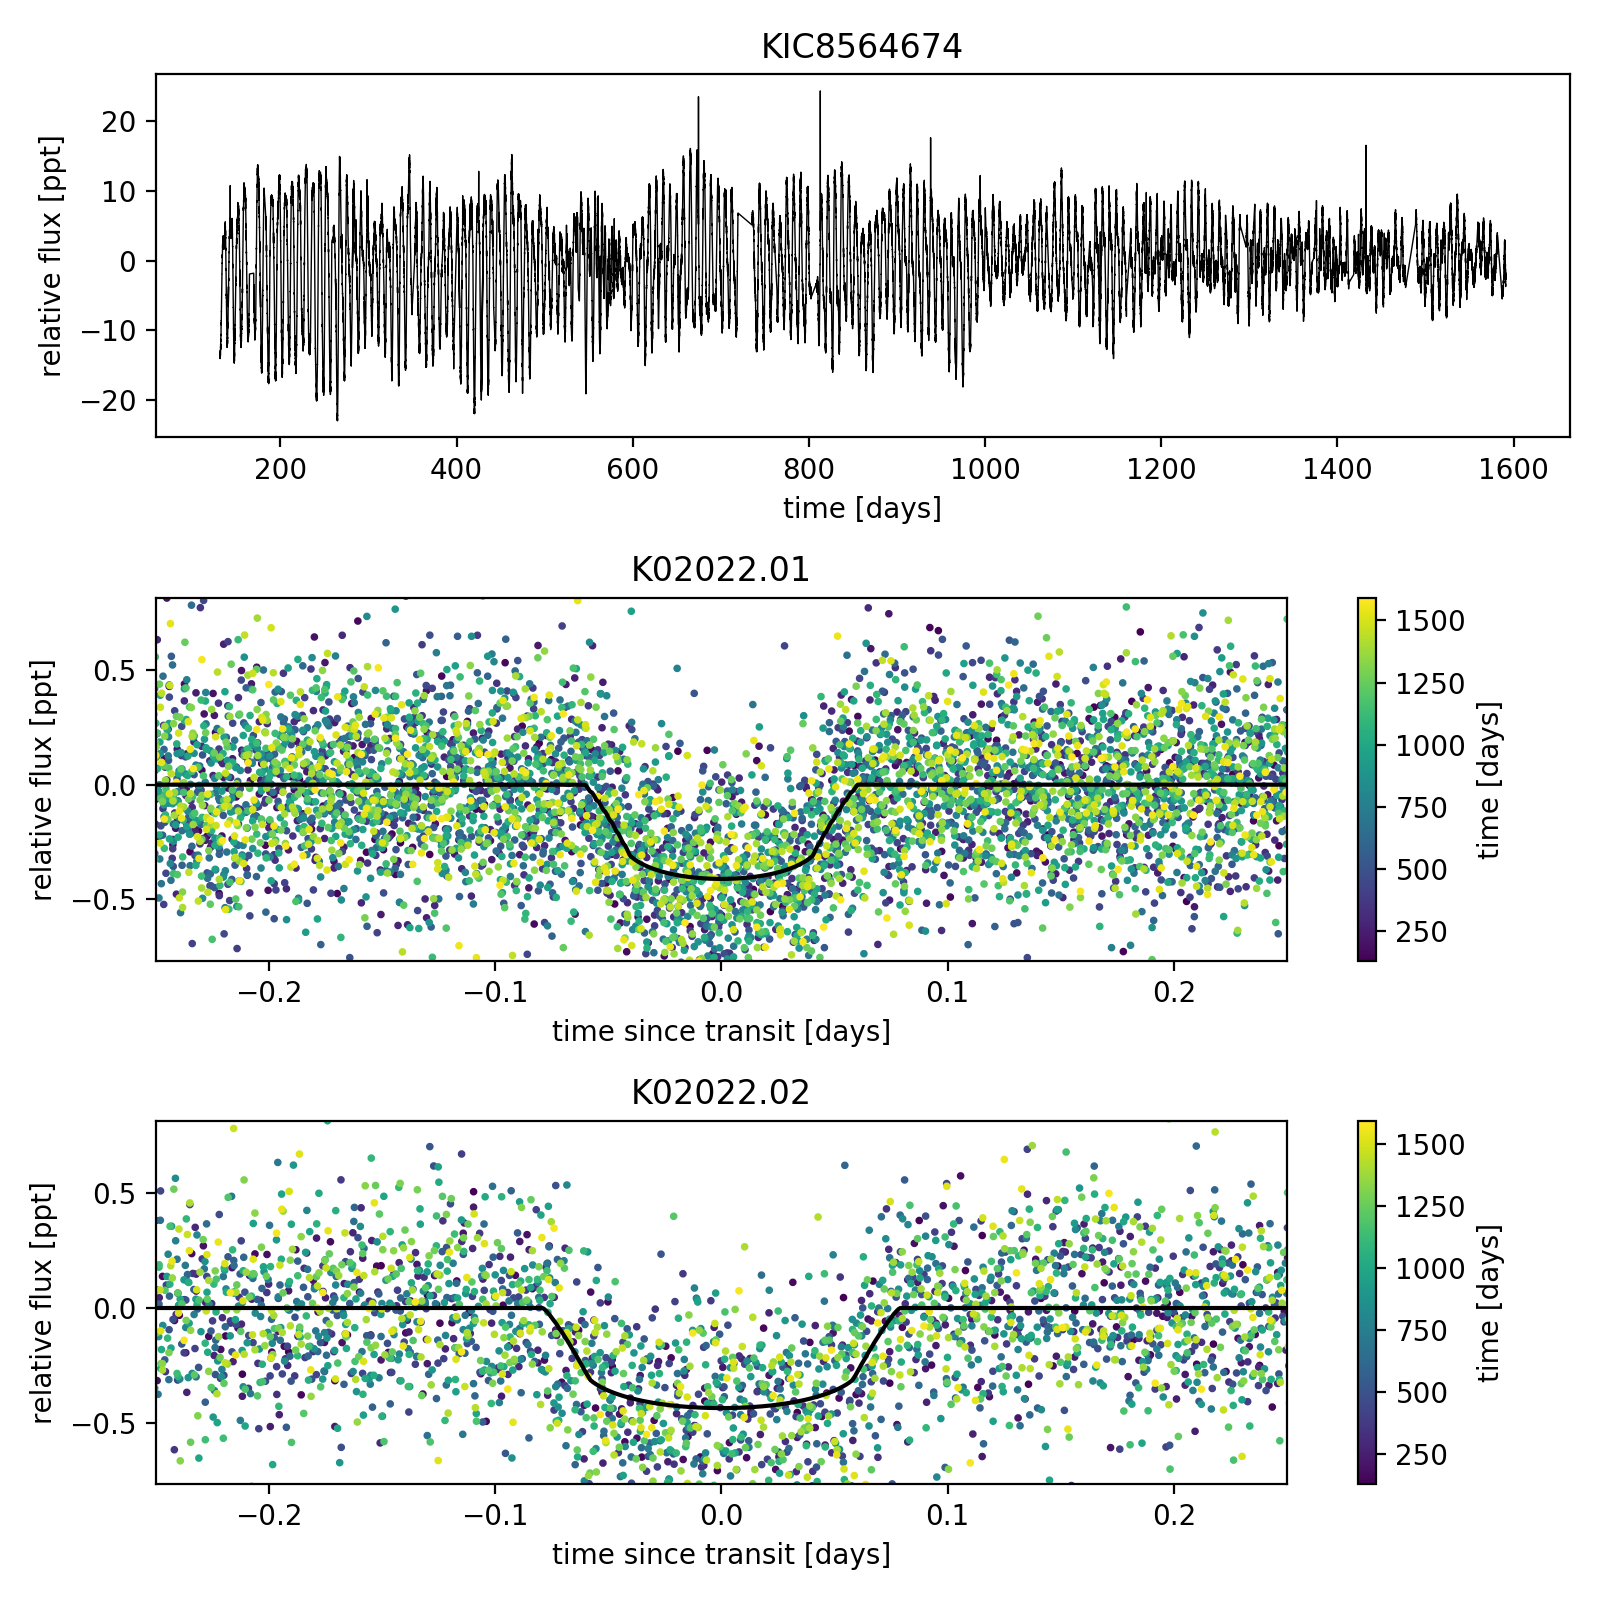 KIC8564674
relative flux [ppt]
20
10
0
−10
−20
200 400 600 800 1000 1200 1400 1600
time [days]
K02022.01
relative flux [ppt]
0.5
0.0
−0.5
−0.2 −0.1 0.0 0.1 0.2
time since transit [days]
1500
1250
1000
750
500
250
time [days]
K02022.02
relative flux [ppt]
0.5
0.0
−0.5
−0.2 −0.1 0.0 0.1 0.2
time since transit [days]
1500
1250
1000
750
500
250
time [days]